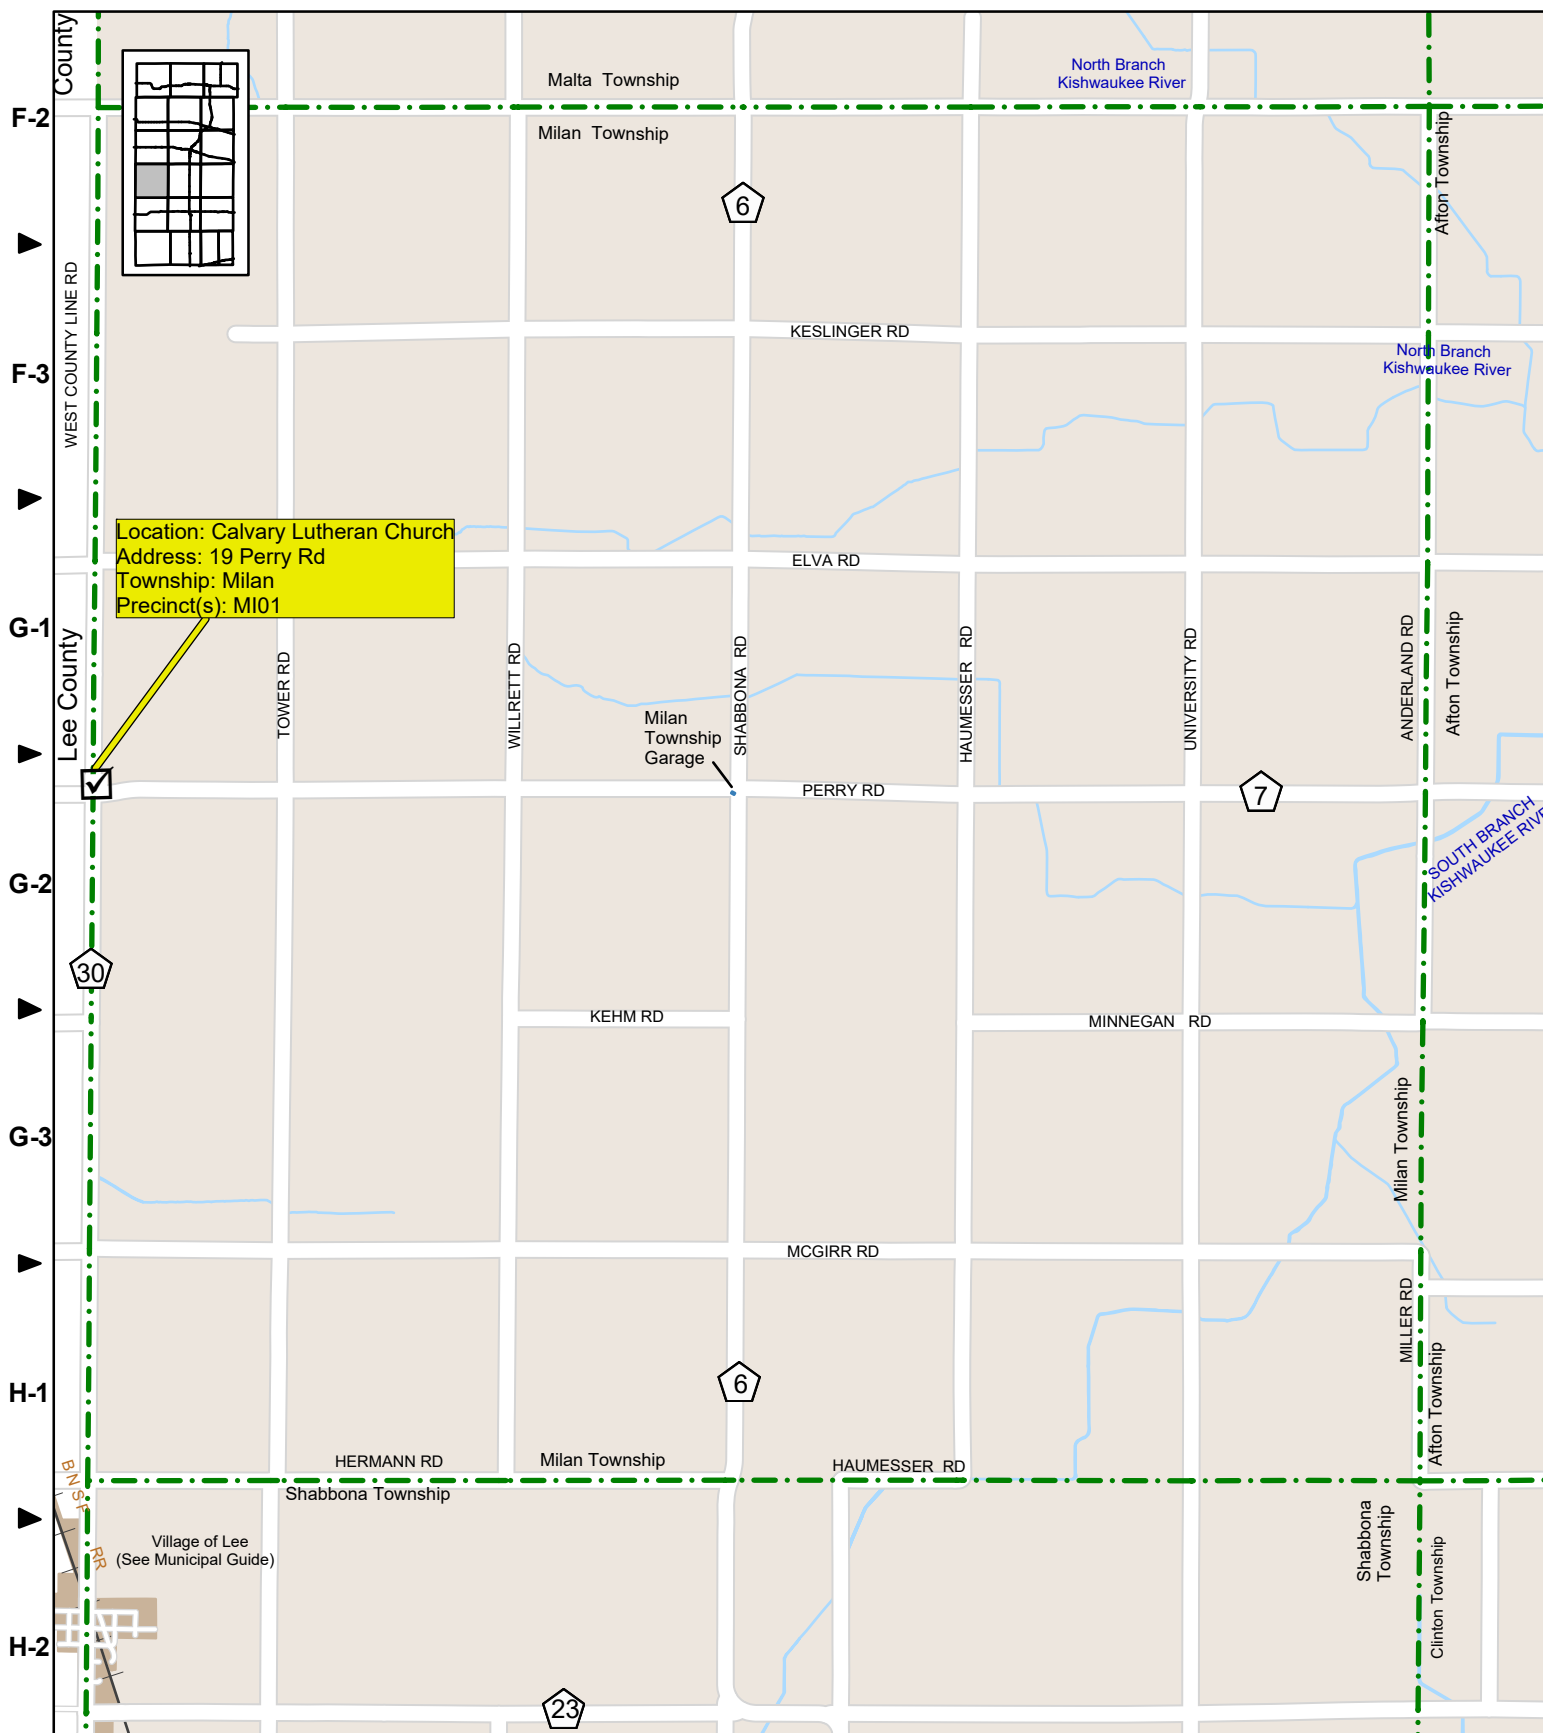 County
Malta  Township
North Branch
Kishwaukee River
F-2
Milan  Township
Afton Township
6
WEST COUNTY LINE RD
KESLINGER RD
North Branch
Kishwaukee River
F-3
Location: Calvary Lutheran Church
Address: 19 Perry Rd
Township: Milan
Precinct(s): MI01
ELVA RD
G-1
Lee County
TOWER RD
WILLRETT RD
SHABBONA  RD
HAUMESSER  RD
UNIVERSITY RD
ANDERLAND RD
Afton Township
Milan
Township
Garage
PERRY RD
7
SOUTH BRANCH
KISHWAUKEE RIVE
G-2
30
KEHM RD
MINNEGAN  RD
G-3
Milan Township
MCGIRR RD
MILLER RD
Afton Township
6
H-1
HERMANN RD
Milan Township
HAUMESSER  RD
Shabbona Township
B N S F
RR
Village of Lee
(See Municipal Guide)
Shabbona
Township
Clinton Township
H-2
23